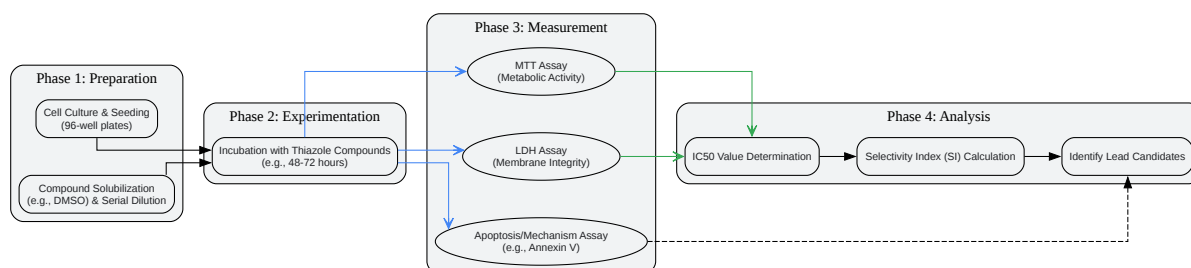 Phase 1: Preparation
Cell Culture & Seeding
(96-well plates)
Compound Solubilization
(e.g., DMSO) & Serial Dilution
Phase 2: Experimentation
Incubation with Thiazole Compounds
(e.g., 48-72 hours)
Phase 3: Measurement
MTT Assay
(Metabolic Activity)
LDH Assay
(Membrane Integrity)
Apoptosis/Mechanism Assay
(e.g., Annexin V)
Phase 4: Analysis
IC50 Value Determination
Selectivity Index (SI) Calculation
Identify Lead Candidates